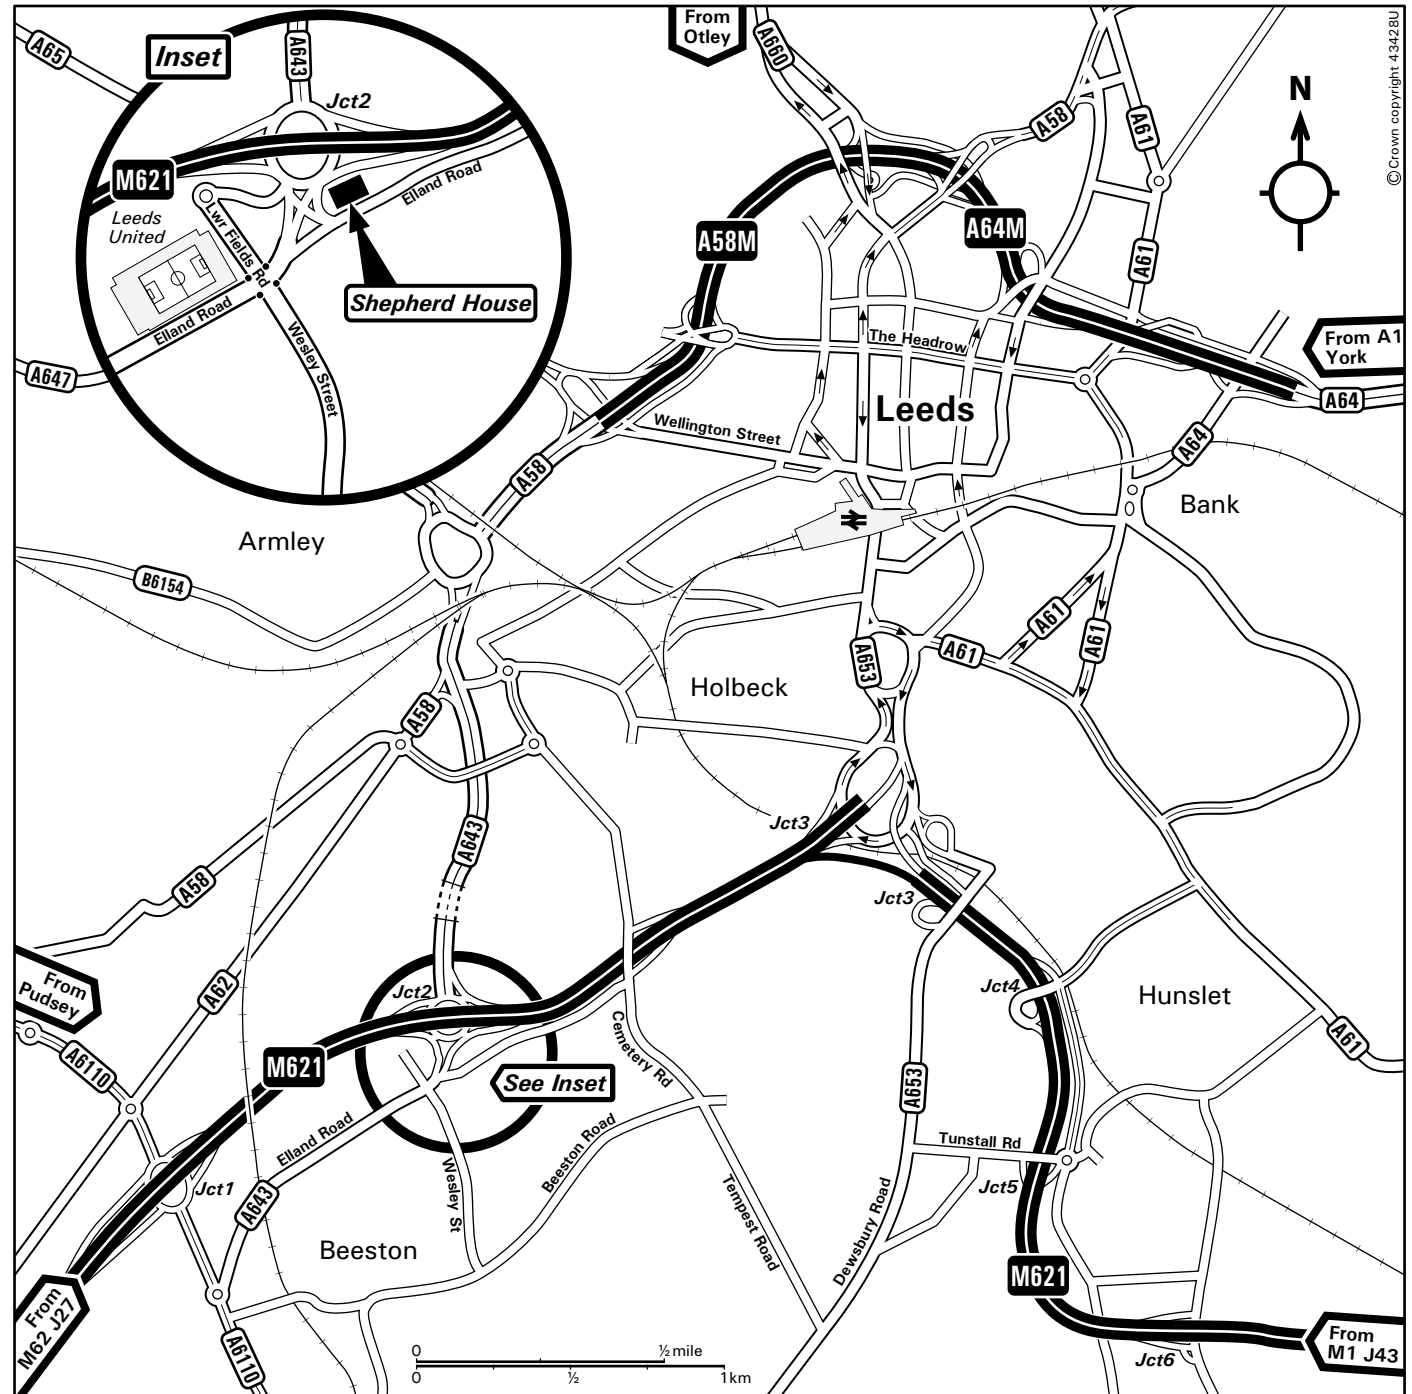 From
Otley
© Crown copyright 43428U
A65
Inset
A643
Jct2
A660
A58
A61
N
M621
Elland Road
Leeds
United
Lwr Fields Rd
A58M
A64M
A61
Shepherd House
Elland Road
Wesley Street
A647
The Headrow
From A1
York
A64
Leeds
Wellington Street
A58
A64
Bank
Armley
B6154
A61
A61
A653
A61
Holbeck
A58
A643
Jct3
A58
Jct3
From
Pudsey
A62
Jct2
Jct4
Hunslet
A6110
M621
See Inset
Cemetery Rd
A61
A653
Elland Road
Beeston Road
Tunstall Rd
Jct1
A643
Wesley St
Tempest Road
Jct5
Dewsbury Road
Beeston
M621
From
M62 J27
A6110
From
M1 J43
Jct6
0 ½ mile
0 ½ 1km